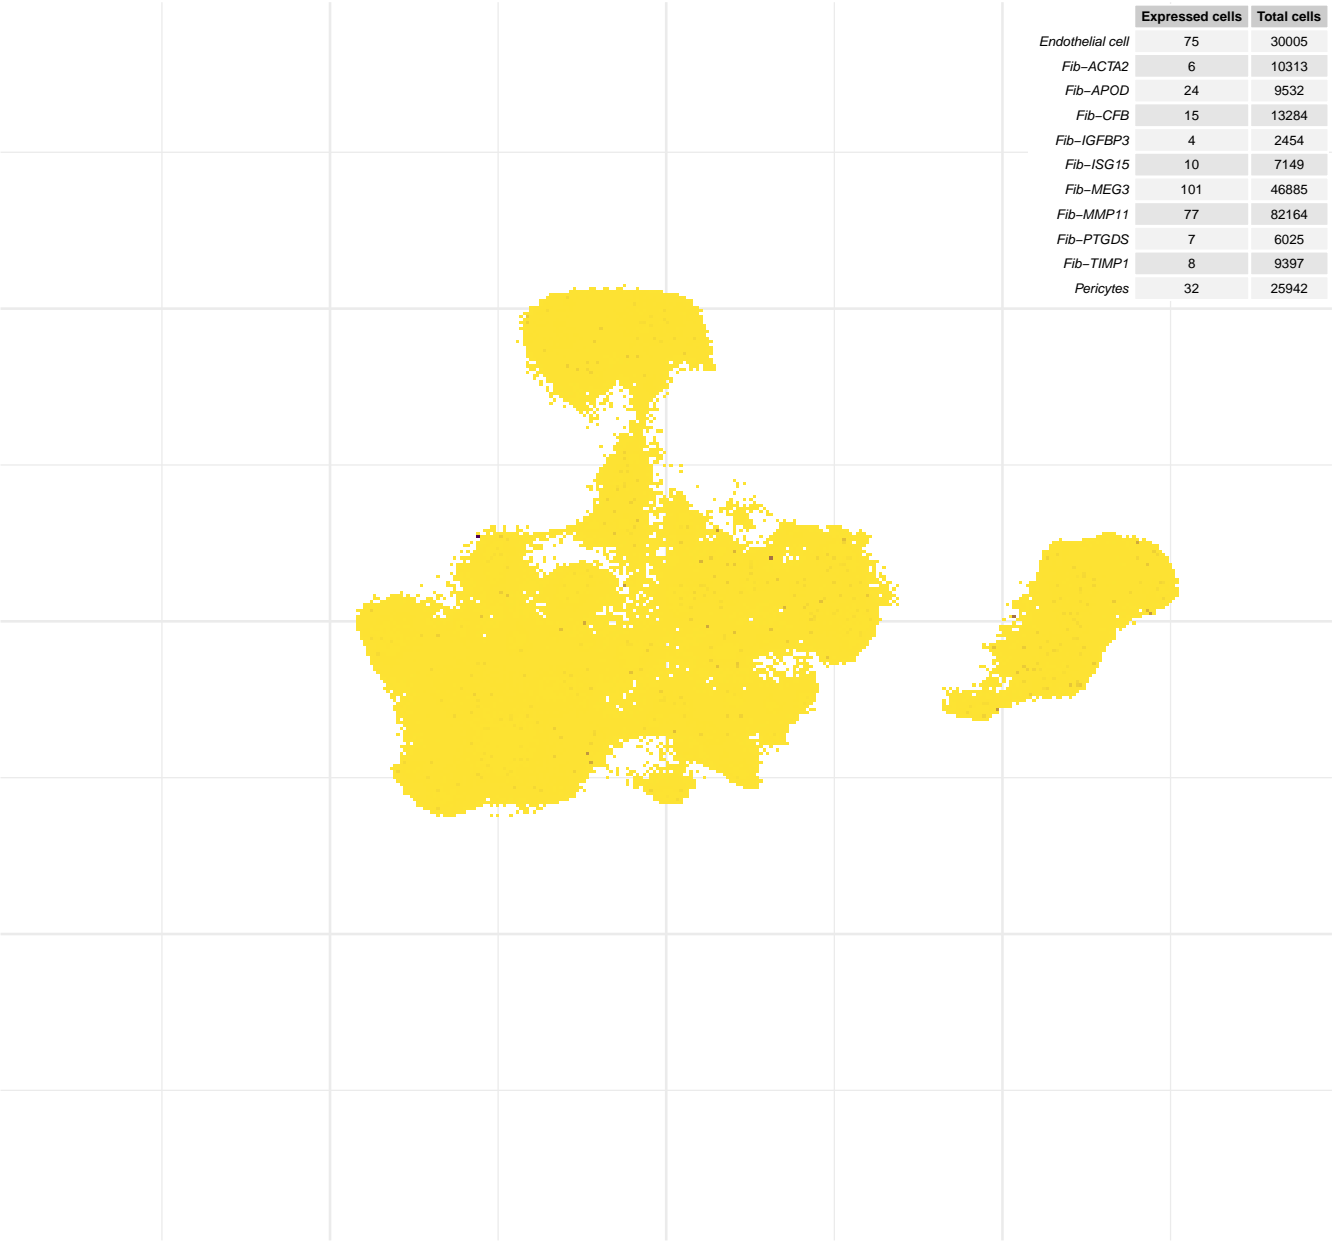 Expressed cells Total cells
Endothelial cell 75 30005
Fib−ACTA2 6 10313
Fib−APOD 24 9532
Fib−CFB 15 13284
Fib−IGFBP3 4 2454
Fib−ISG15 10 7149
Fib−MEG3 101 46885
Fib−MMP11 77 82164
Fib−PTGDS 7 6025
Fib−TIMP1 8 9397
Pericytes 32 25942